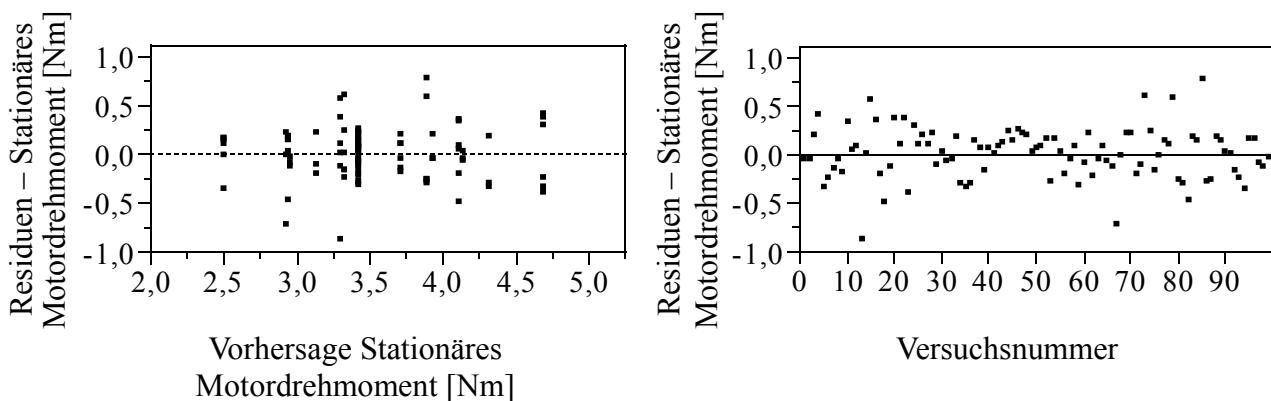 Residuen – Stationäres
Motordrehmoment [Nm]
1,0
0,5
0,0
-0,5
-1,0
2,0 2,5 3,0 3,5 4,0 4,5 5,0
Vorhersage Stationäres
Motordrehmoment [Nm]
Residuen – Stationäres
Motordrehmoment [Nm]
1,0
0,5
0,0
-0,5
-1,0
0 10 20 30 40 50 60 70 80 90
Versuchsnummer